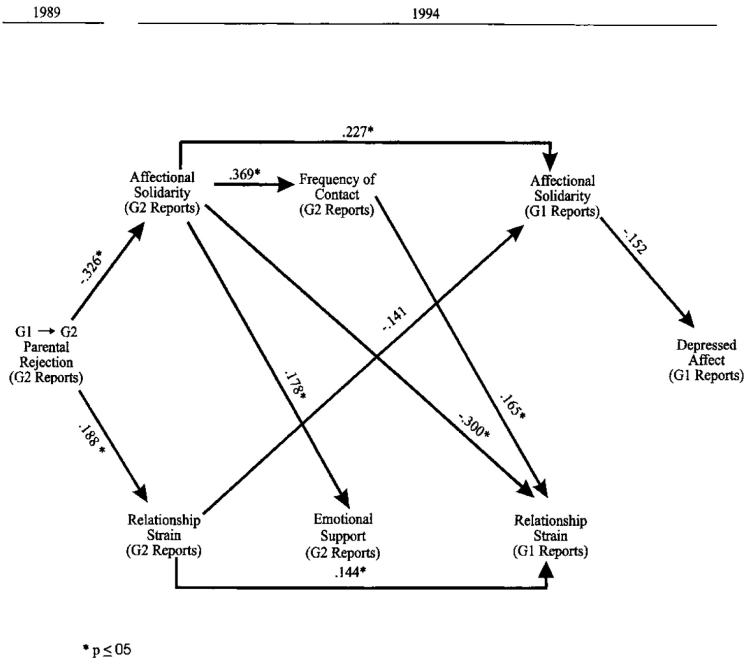 1989
1994
.227*
Affectional
Solidarity
(G2 Reports)
.369*
Frequency of
Contact
(G2 Reports)
Affectional
Solidarity
(G1 Reports)
-.152
-.326*
G1 → G2
Parental
Rejection
(G2 Reports)
-.141
Depressed
Affect
(G1 Reports)
.188*
.178*
-.300*
.165*
Relationship
Strain
(G2 Reports)
Emotional
Support
(G2 Reports)
Relationship
Strain
(G1 Reports)
.144*
* p ≤ 05